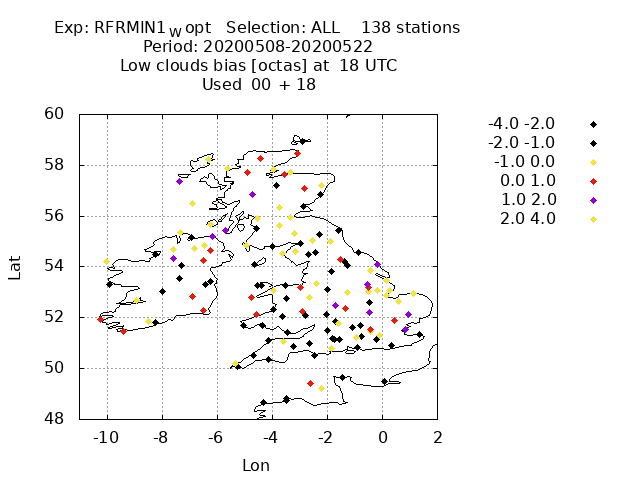 Exp: RFRMIN1 W opt Selection: ALL 138 stations
Period: 20200508-20200522
Low clouds bias [octas] at 18 UTC
Used 00 + 18
-4.0 -2.0
-2.0 -1.0
-1.0 0.0
0.0 1.0
1.0 2.0
2.0 4.0
60
58
56
54
52
50
48
Lat
-10 -8 -6 -4 -2 0 2
Lon